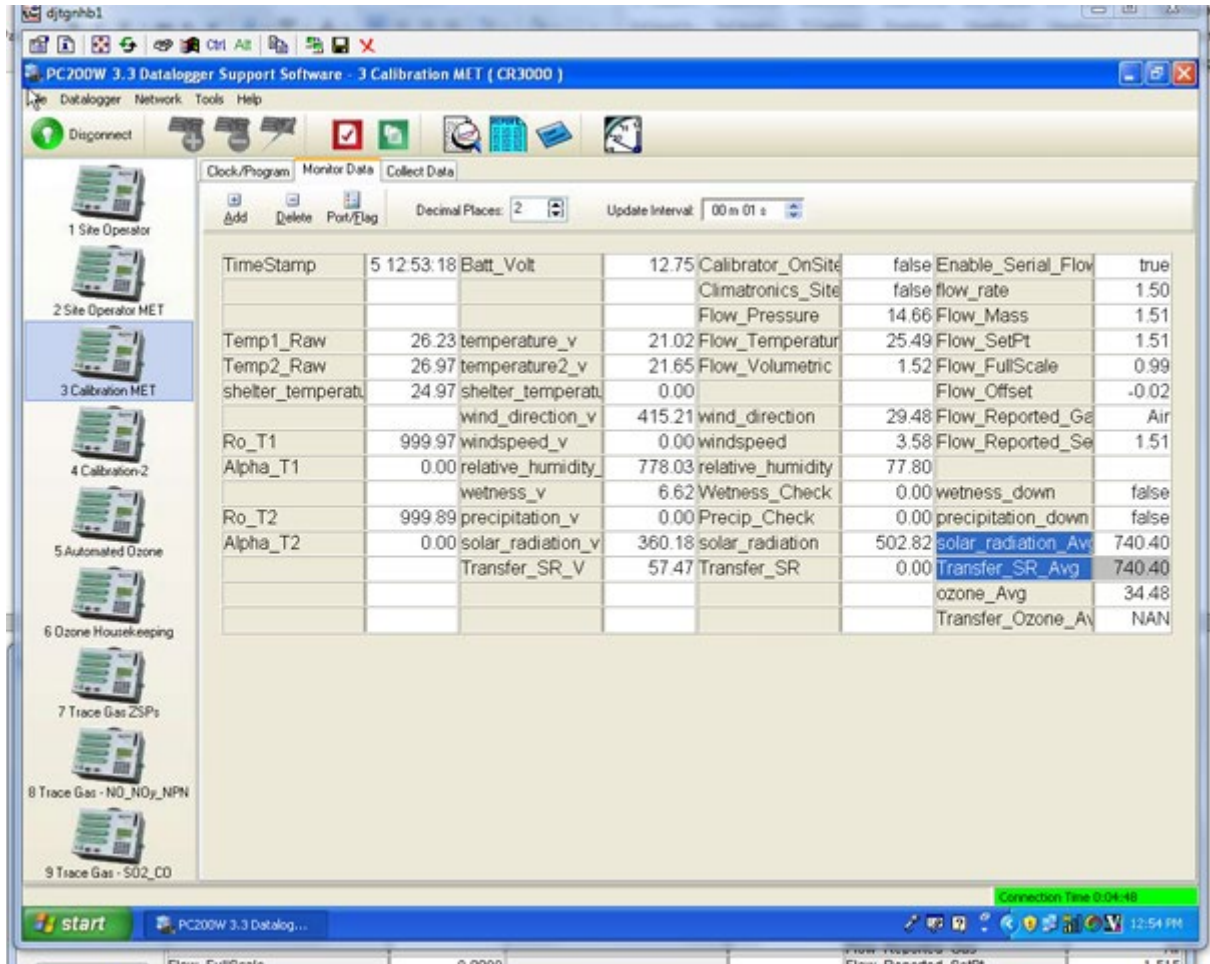 djtgnhb1
Ctrl Alt
PC200W 3.3 Datalogger Support Software - 3 Calibration MET ( CR3000 )
Datalogger Network Tools Help
Disconnect
Clock/Program Monitor Data Collect Data
Add Delete Port/Flag Decimal Places: 2 Update Interval: 00 m 01 s
1 Site Operator
2 Site Operator MET
3 Calibration MET
4 Calibration-2
5 Automated Ozone
6 Ozone Housekeeping
7 Trace Gas ZSPs
8 Trace Gas - NO_NOy_NPN
9 Trace Gas - SO2_CO
TimeStamp 5 12:53:18 Batt_Volt 12.75 Calibrator_OnSite false Enable_Serial_Flow true
Climatronics_Site false flow_rate 1.50
Flow_Pressure 14.66 Flow_Mass 1.51
Temp1_Raw 26.23 temperature_v 21.02 Flow_Temperatur 25.49 Flow_SetPt 1.51
Temp2_Raw 26.97 temperature2_v 21.65 Flow_Volumetric 1.52 Flow_FullScale 0.99
shelter_temperatu 24.97 shelter_temperatu 0.00 Flow_Offset -0.02
wind_direction_v 415.21 wind_direction 29.48 Flow_Reported_Ga Air
Ro_T1 999.97 windspeed_v 0.00 windspeed 3.58 Flow_Reported_Se 1.51
Alpha_T1 0.00 relative_humidity_ 778.03 relative_humidity 77.80
wetness_v 6.62 Wetness_Check 0.00 wetness_down false
Ro_T2 999.89 precipitation_v 0.00 Precip_Check 0.00 precipitation_down false
Alpha_T2 0.00 solar_radiation_v 360.18 solar_radiation 502.82 solar_radiation_Avg 740.40
Transfer_SR_V 57.47 Transfer_SR 0.00 Transfer_SR_Avg 740.40
ozone_Avg 34.48
Transfer_Ozone_Av NAN
Connection Time 0:04:48
start PC200W 3.3 Datalog... 12:54 PM